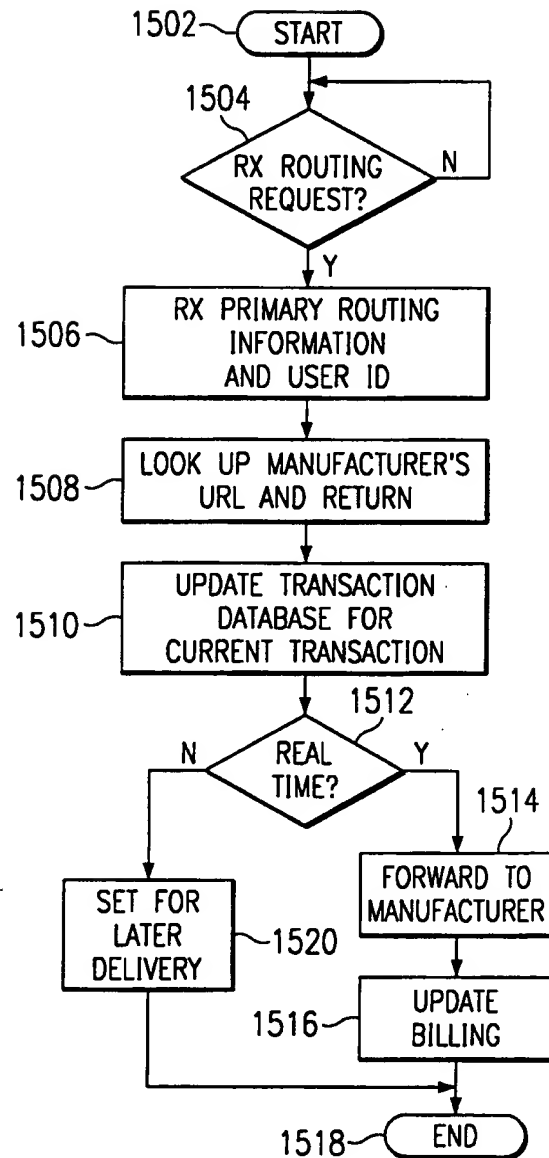 1502
START
1504
RX ROUTING
REQUEST?
N
Y
1506
RX PRIMARY ROUTING
INFORMATION
AND USER ID
1508
LOOK UP MANUFACTURER'S
URL AND RETURN
1510
UPDATE TRANSACTION
DATABASE FOR
CURRENT TRANSACTION
1512
N
REAL
TIME?
Y
1514
FORWARD TO
MANUFACTURER
SET FOR
LATER
DELIVERY
1520
1516
UPDATE
BILLING
1518
END